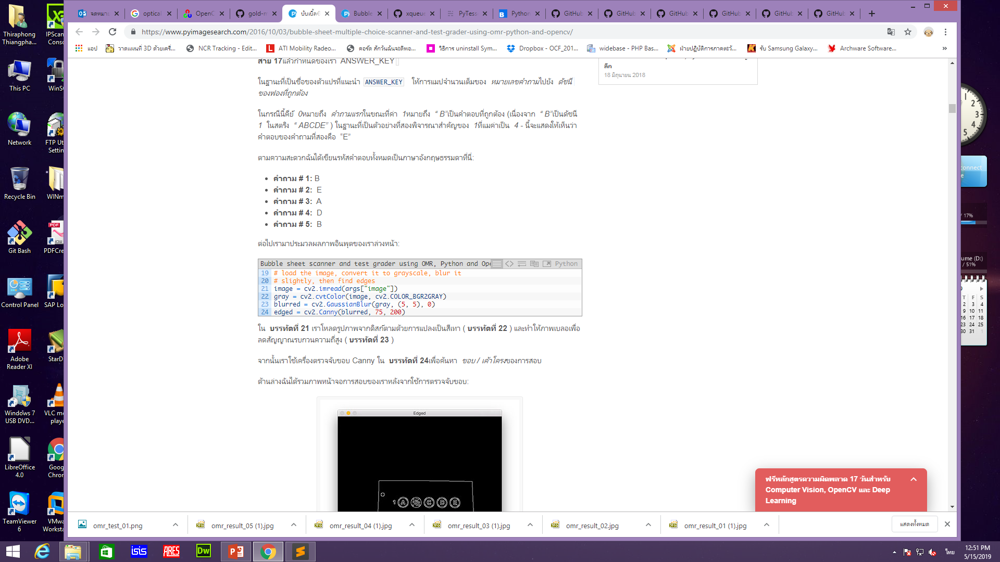 จดหมาย
optical
OpenC
gold-m
นับเบิ้ลช
Bubble
xqueue
PyTess
Python
GitHub
GitHub
GitHub
GitHub
GitHub
GitHub
https://www.pyimagesearch.com/2016/10/03/bubble-sheet-multiple-choice-scanner-and-test-grader-using-omr-python-and-opencv/
แอป
วาดแผนที่ 3D ด้วยเครื่...
NCR Tracking - Edit...
ATI Mobility Radeo...
คอร์ด สักวันฉันจะดีพอ...
วิธีการ uninstall Sym...
Dropbox - OCF_201...
widebase - PHP Bas...
ฝ่ายปฏิบัติการภาคตะวั...
รับ Samsung Galaxy...
Archware Software...
สาย 17แล้วกำหนดของเรา ANSWER_KEY
ในฐานะที่เป็นชื่อของตัวแปรที่แนะนำ ANSWER_KEY ให้การแมปจำนวนเต็มของ หมายเลขคำถามไปยัง ดัชนี
ของฟองที่ถูกต้อง
ในกรณีนี้คีย์ 0หมายถึง คำถามแรกในขณะที่ค่า 1หมายถึง “ B”เป็นคำตอบที่ถูกต้อง (เนื่องจาก “ B”เป็นดัชนี
1 ในสตริง “ ABCDE” ) ในฐานะที่เป็นตัวอย่างที่สองพิจารณาสำคัญของ 1ที่แมค่าเป็น 4 - นี้จะแสดงให้เห็นว่า
คำตอบของคำถามที่สองคือ “E”
ตามความสะดวกฉันได้เขียนรหัสคำตอบทั้งหมดเป็นภาษาอังกฤษธรรมดาที่นี่:
คำถาม # 1: B
คำถาม # 2: E
คำถาม # 3: A
คำถาม # 4: D
คำถาม # 5: B
ต่อไปเรามาประมวลผลภาพอินพุตของเราล่วงหน้า:
Bubble sheet scanner and test grader using OMR, Python and Ope
Python
19 # load the image, convert it to grayscale, blur it
20 # slightly, then find edges
21 image = cv2.imread(args["image"])
22 gray = cv2.cvtColor(image, cv2.COLOR_BGR2GRAY)
23 blurred = cv2.GaussianBlur(gray, (5, 5), 0)
24 edged = cv2.Canny(blurred, 75, 200)
ใน บรรทัดที่ 21 เราโหลดรูปภาพจากดิสก์ตามด้วยการแปลงเป็นสีเทา ( บรรทัดที่ 22 ) และทำให้ภาพเบลอเพื่อ
ลดสัญญาณรบกวนความถี่สูง ( บรรทัดที่ 23 )
จากนั้นเราใช้เครื่องตรวจจับขอบ Canny ใน บรรทัดที่ 24เพื่อค้นหา ขอบ / เค้าโครงของการสอบ
ด้านล่างฉันได้รวมภาพหน้าจอการสอบของเราหลังจากใช้การตรวจจับขอบ:
Edged
1 A B C D E
ลึก
18 มิถุนายน 2018
ฟรีหลักสูตรความผิดพลาด 17 วันสำหรับ
Computer Vision, OpenCV และ Deep
Learning
omr_test_01.png
omr_result_05 (1).jpg
omr_result_04 (1).jpg
omr_result_03 (1).jpg
omr_result_02.jpg
omr_result_01 (1).jpg
แสดงทั้งหมด
Thiraphong
Thiangpha...
IPScan
Conso
This PC
WinSC
Network
FTP Ut
Settin
Recycle Bin
WINm
Git Bash
PDFCre
Control Panel
SAP Lo
Adobe
Reader XI
StarD
Windows 7
USB DVD...
VLC me
playe
LibreOffice
4.0
Goog
Chron
TeamViewer
6
VMwa
Worksta
1
2
3
4
5
onnect
e
/ 17%
ume (D:)
/ 51%
9
T F S
2 3 4
9 10 11
16 17 18
23 24 25
30 31 1
isis
ARES
Dw
ไทย
12:51 PM
5/15/2019